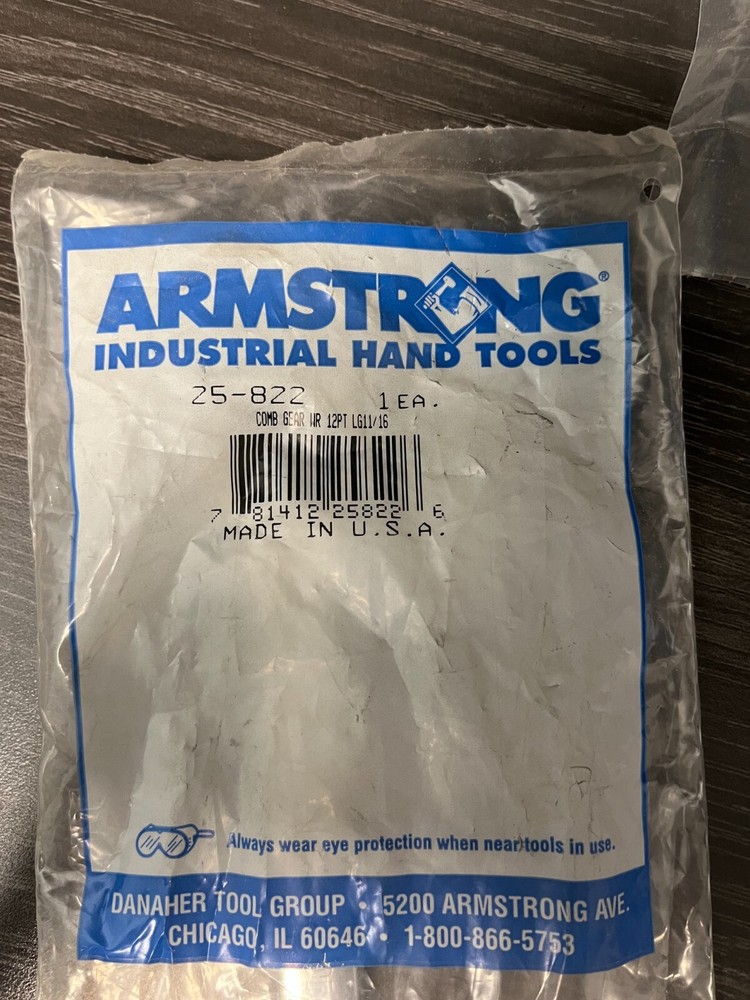 ARMSTRONG®
INDUSTRIAL HAND TOOLS
25-822 1 EA.
COMB GEAR WR 12PT LG11/16
7 81412 25822 6
MADE IN U.S.A.
Always wear eye protection when near tools in use.
DANAHER TOOL GROUP • 5200 ARMSTRONG AVE.
CHICAGO, IL 60646 • 1-800-866-5753